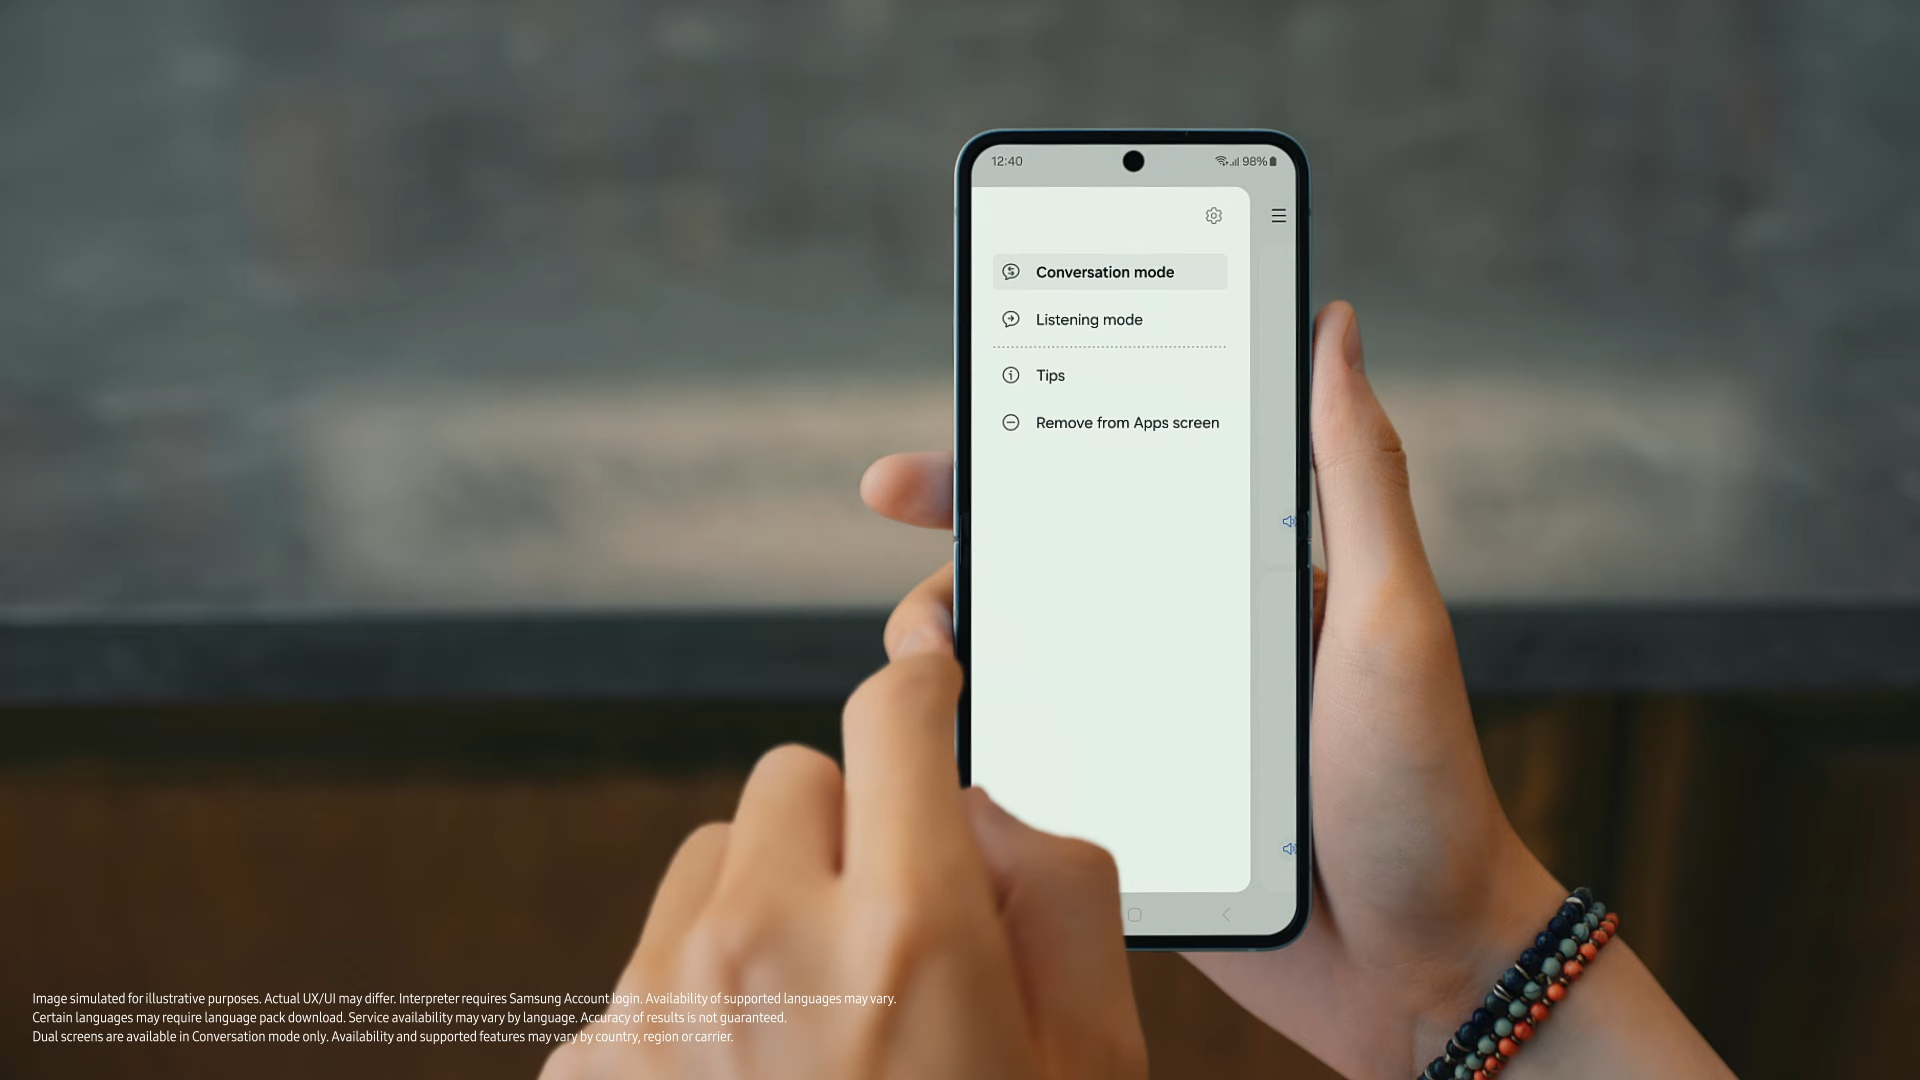 12:40
98%
Conversation mode
Listening mode
Tips
Remove from Apps screen
Image simulated for illustrative purposes. Actual UX/UI may differ. Interpreter requires Samsung Account login. Availability of supported languages may vary.
Certain languages may require language pack download. Service availability may vary by language. Accuracy of results is not guaranteed.
Dual screens are available in Conversation mode only. Availability and supported features may vary by country, region or carrier.